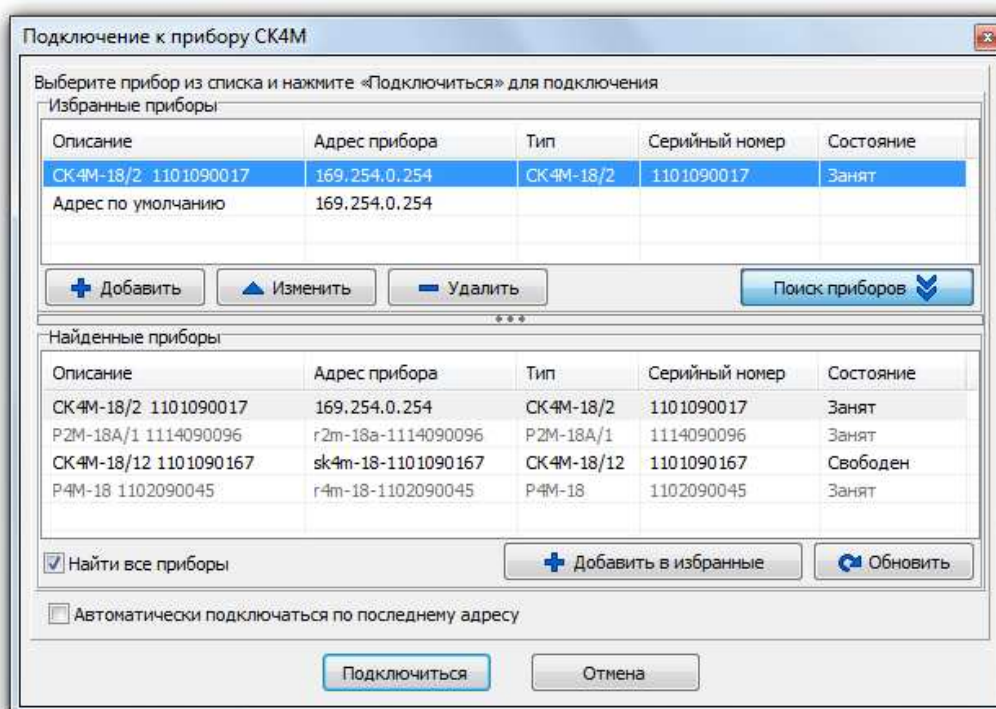 Подключение к прибору СК4М
Выберите прибор из списка и нажмите «Подключиться» для подключения
Избранные приборы
Описание Адрес прибора Тип Серийный номер Состояние
СК4М-18/2 1101090017 169.254.0.254 СК4М-18/2 1101090017 Занят
Адрес по умолчанию 169.254.0.254
Добавить Изменить Удалить Поиск приборов
Найденные приборы
Описание Адрес прибора Тип Серийный номер Состояние
СК4М-18/2 1101090017 169.254.0.254 СК4М-18/2 1101090017 Занят
Р2М-18А/1 1114090096 r2m-18a-1114090096 Р2М-18А/1 1114090096 Занят
СК4М-18/12 1101090167 sk4m-18-1101090167 СК4М-18/12 1101090167 Свободен
Р4М-18 1102090045 r4m-18-1102090045 Р4М-18 1102090045 Занят
Найти все приборы Добавить в избранные Обновить
Автоматически подключаться по последнему адресу
Подключиться Отмена